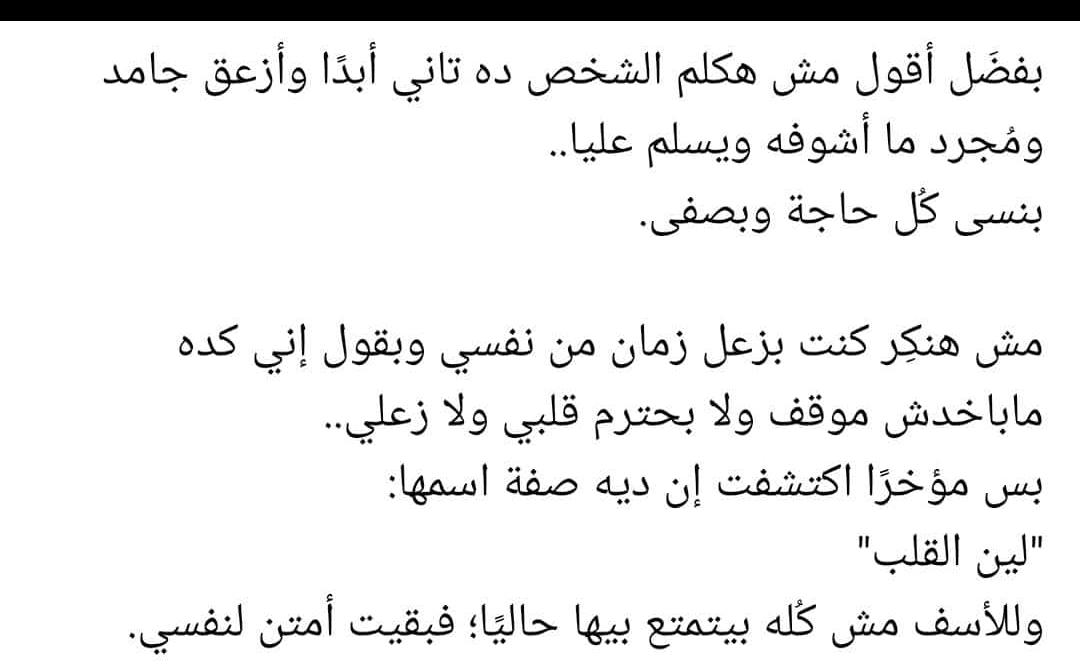 بفضَل أقول مش هكلم الشخص ده تاني أبدًا وأزعق جامد
ومُجرد ما أشوفه ويسلم عليا..
بنسى كُل حاجة وبصفى.
مش هنكِر كنت بزعل زمان من نفسي وبقول إني كده
ماباخدش موقف ولا بحترم قلبي ولا زعلي..
بس مؤخرًا اكتشفت إن ديه صفة اسمها:
"لين القلب"
وللأسف مش كُله بيتمتع بيها حاليًا؛ فبقيت أمتن لنفسي.